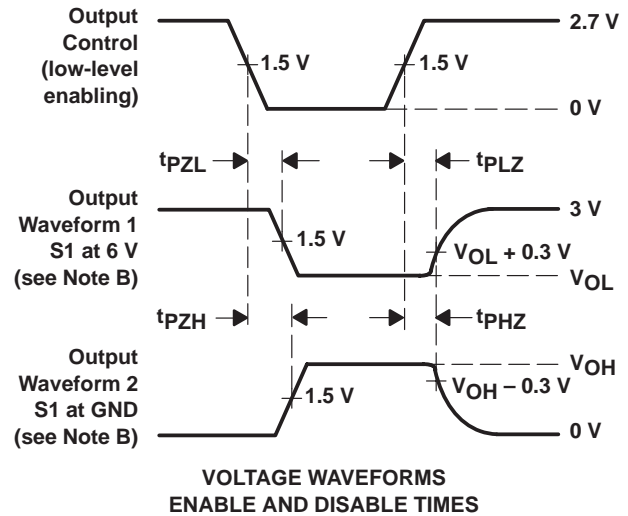 Output
Control
(low-level
enabling)
2.7 V
1.5 V
1.5 V
0 V
tPZL
tPLZ
Output
Waveform 1
S1 at 6 V
(see Note B)
3 V
1.5 V
VOL + 0.3 V
VOL
tPZH
tPHZ
Output
Waveform 2
S1 at GND
(see Note B)
VOH
1.5 V
VOH – 0.3 V
0 V
VOLTAGE WAVEFORMS
ENABLE AND DISABLE TIMES